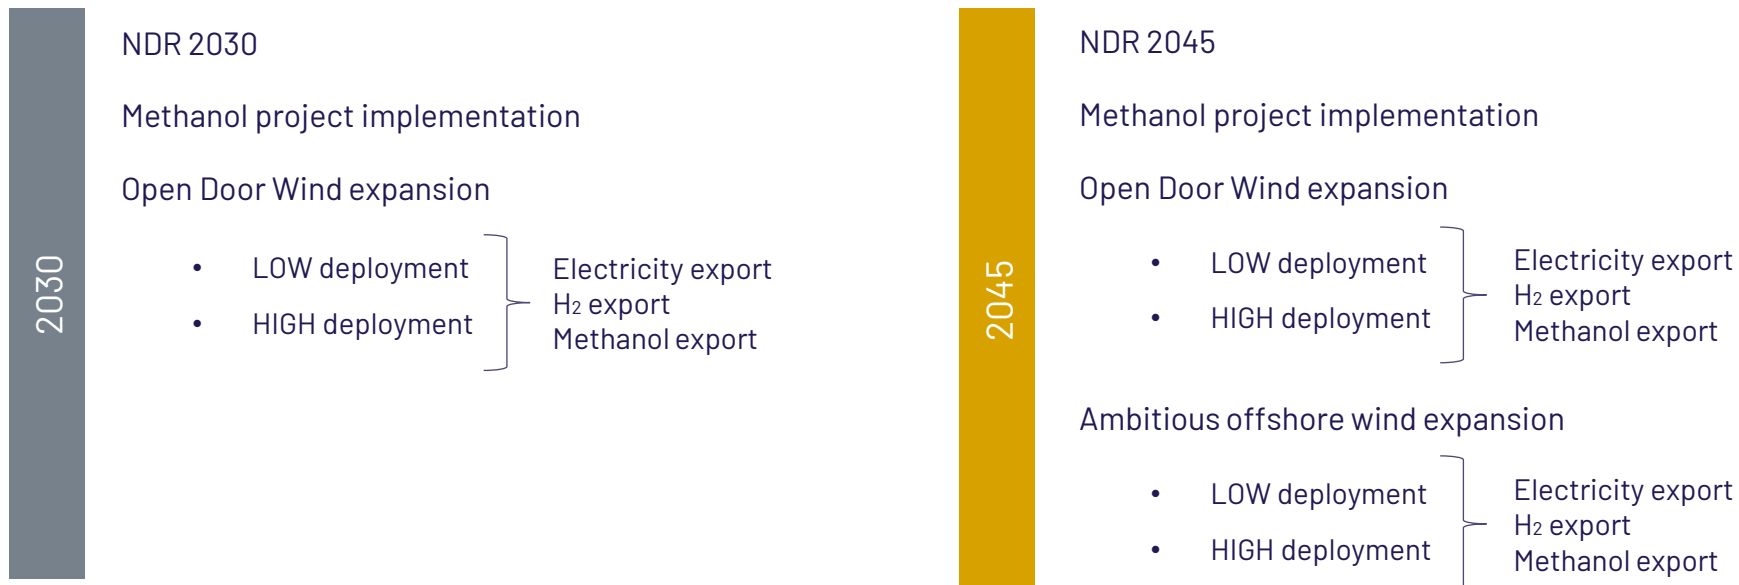 2030
NDR 2030
Methanol project implementation
Open Door Wind expansion
• LOW deployment
• HIGH deployment
Electricity export
H2 export
Methanol export
2045
NDR 2045
Methanol project implementation
Open Door Wind expansion
• LOW deployment
• HIGH deployment
Electricity export
H2 export
Methanol export
Ambitious offshore wind expansion
• LOW deployment
• HIGH deployment
Electricity export
H2 export
Methanol export